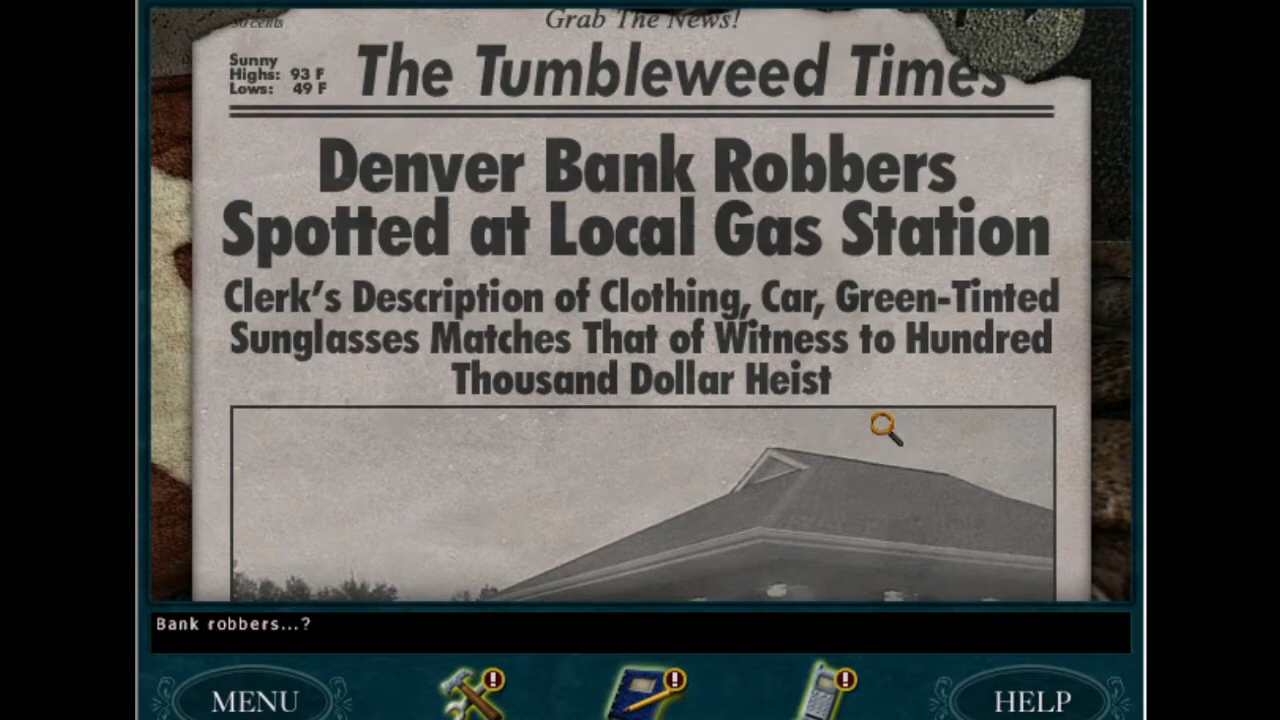 Grab The News!
Sunny
Highs: 93 F
Lows: 49 F
The Tumbleweed Times
Denver Bank Robbers
Spotted at Local Gas Station
Clerk's Description of Clothing, Car, Green-Tinted
Sunglasses Matches That of Witness to Hundred
Thousand Dollar Heist
Bank robbers...?
MENU
HELP